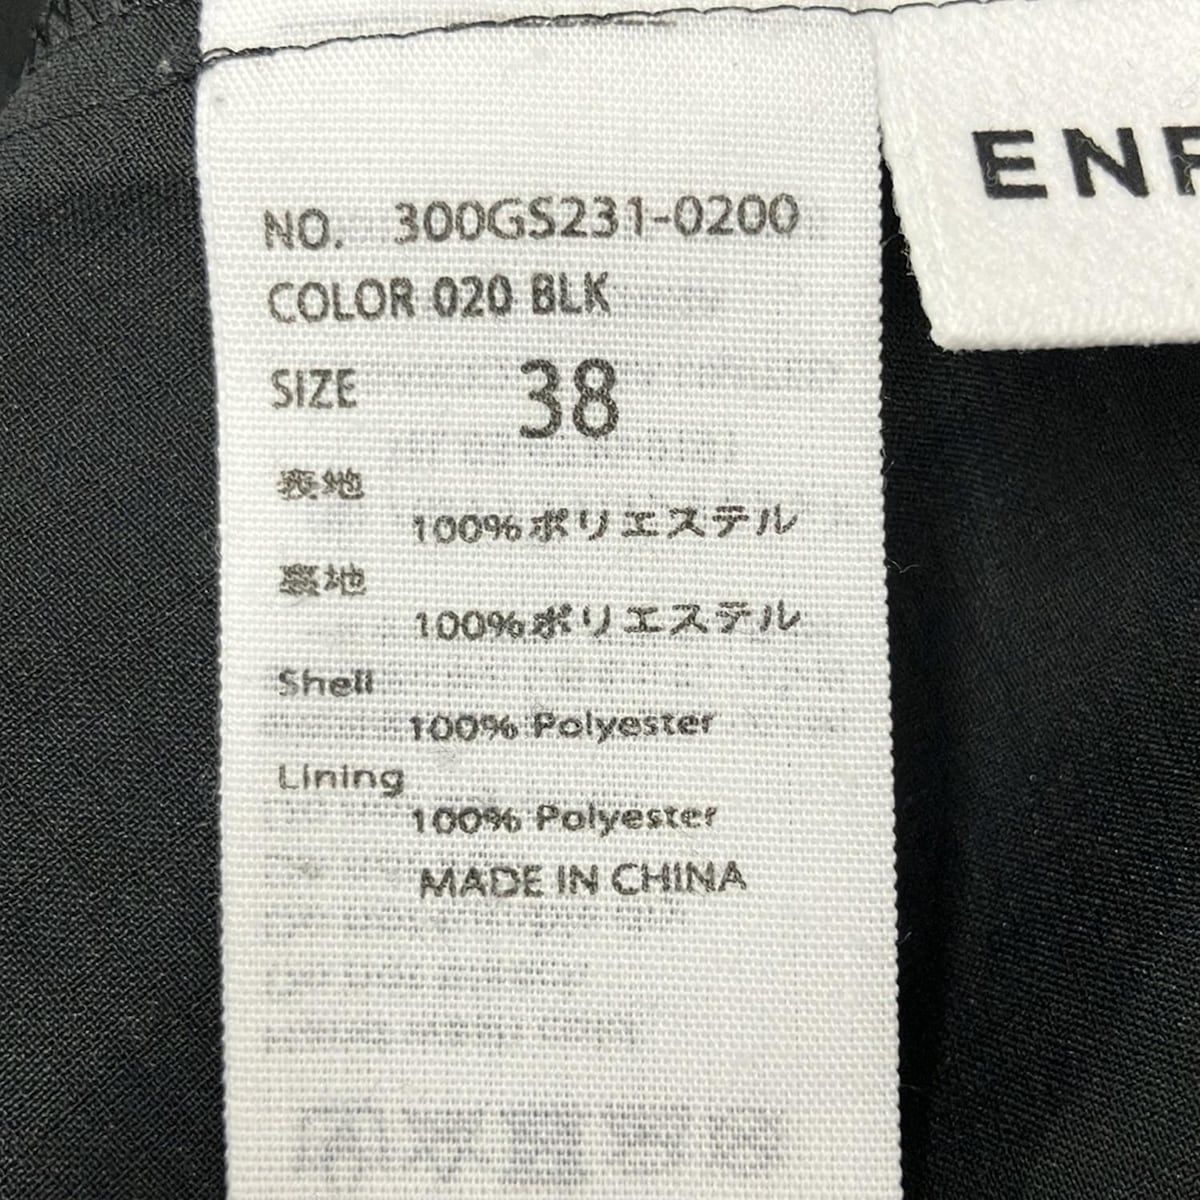 NO. 300GS231-0200
COLOR 020 BLK
SIZE 38
表地
100%ポリエステル
裏地
100%ポリエステル
Shell
100% Polyester
Lining
100% Polyester
MADE IN CHINA